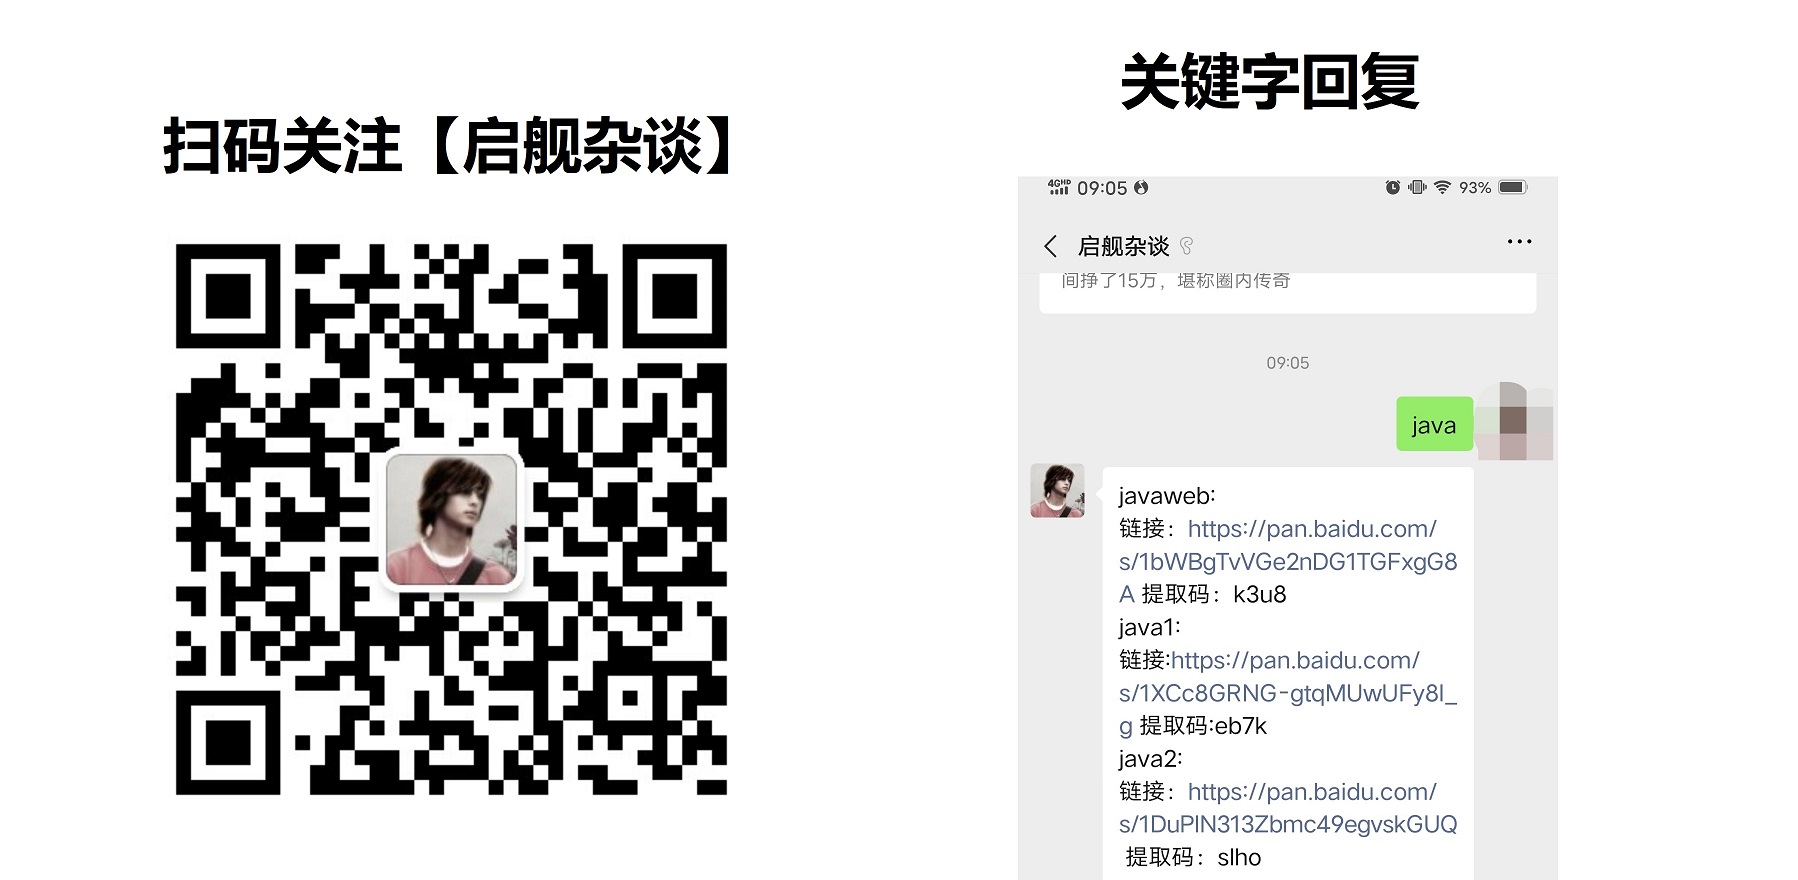 扫码关注【启舰杂谈】
关键字回复
4GHD 09:05 93%
启舰杂谈
间挣了15万，堪称圈内传奇
09:05
java
javaweb:
链接：https://pan.baidu.com/
s/1bWBgTvVGe2nDG1TGFxgG8
A 提取码：k3u8
java1:
链接:https://pan.baidu.com/
s/1XCc8GRNG-gtqMUwUFy8l_
g 提取码:eb7k
java2:
链接：https://pan.baidu.com/
s/1DuPlN313Zbmc49egvskGUQ
提取码：slho